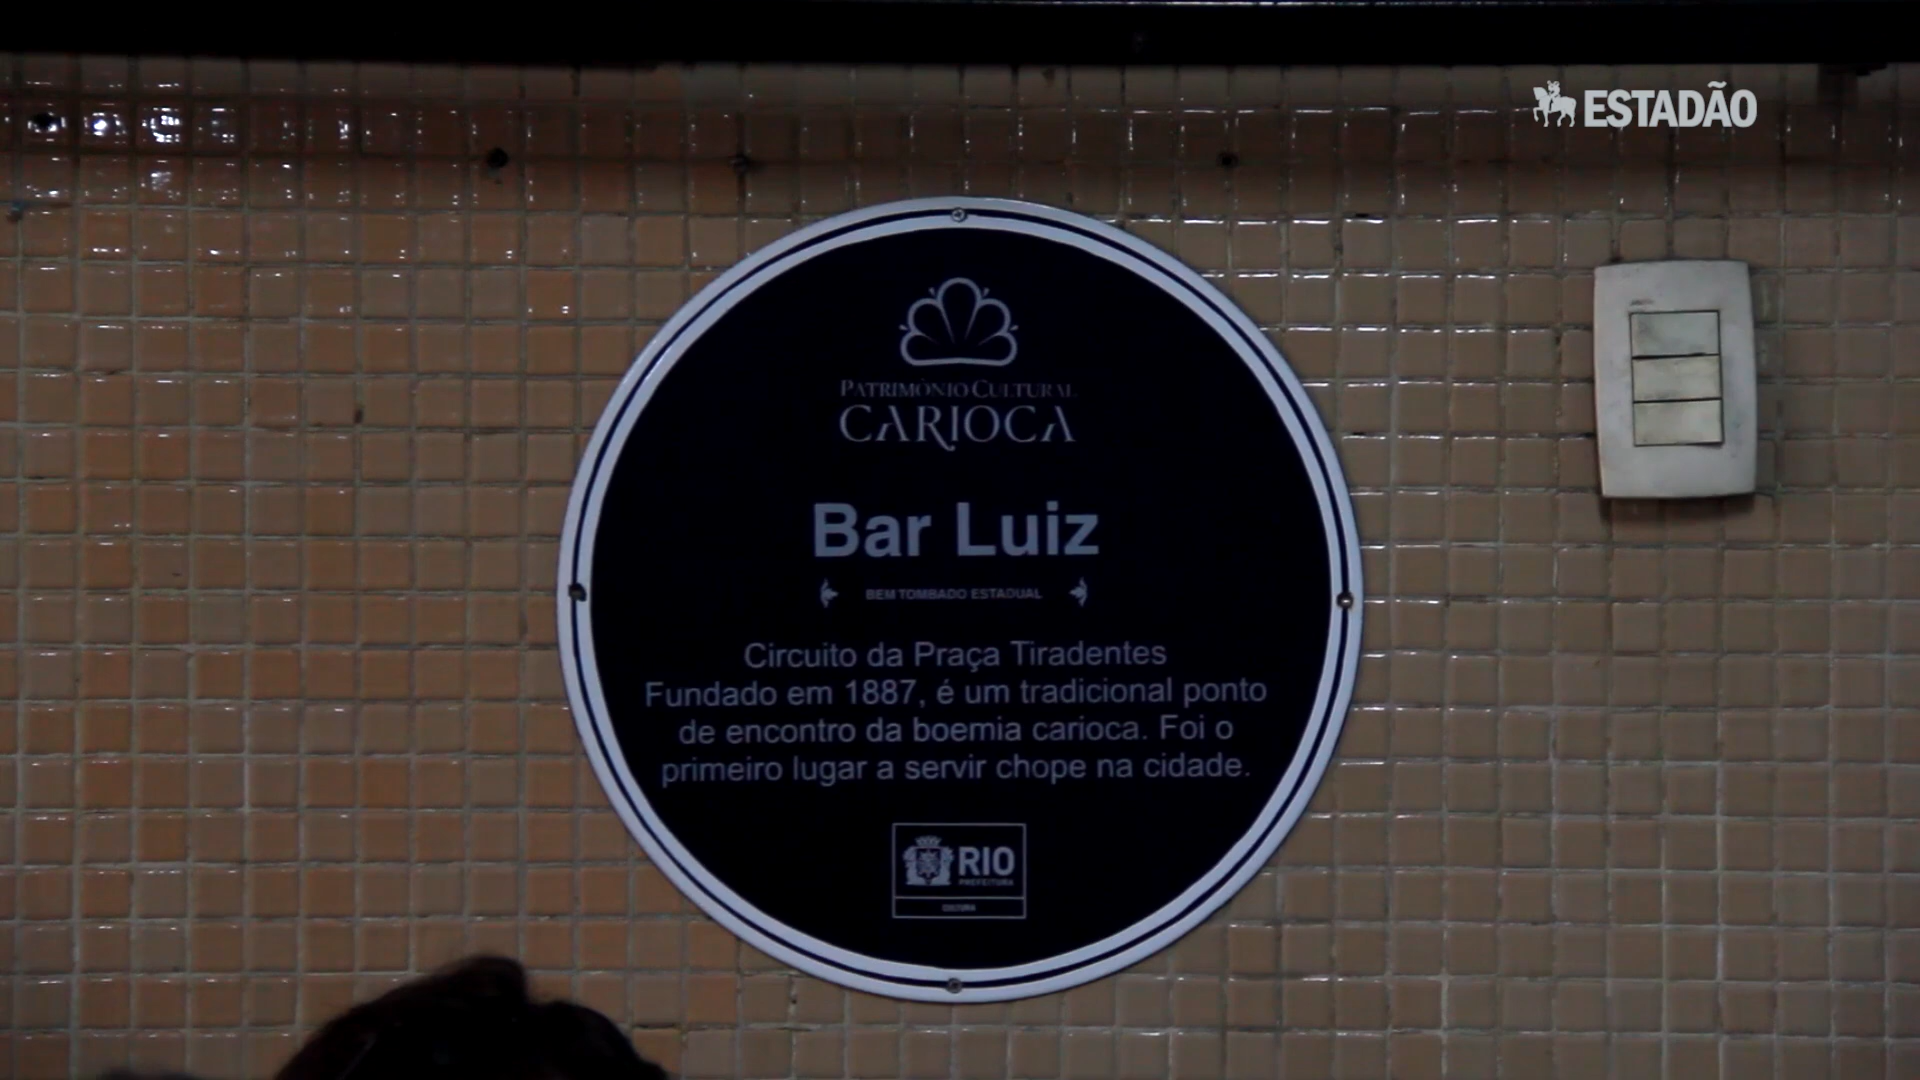 ESTADÃO
PATRIMÔNIO CULTURAL
CARIOCA
Bar Luiz
BEM TOMBADO ESTADUAL
Circuito da Praça Tiradentes
Fundado em 1887, é um tradicional ponto
de encontro da boemia carioca. Foi o
primeiro lugar a servir chope na cidade.
RIO
PREFEITURA
CULTURA